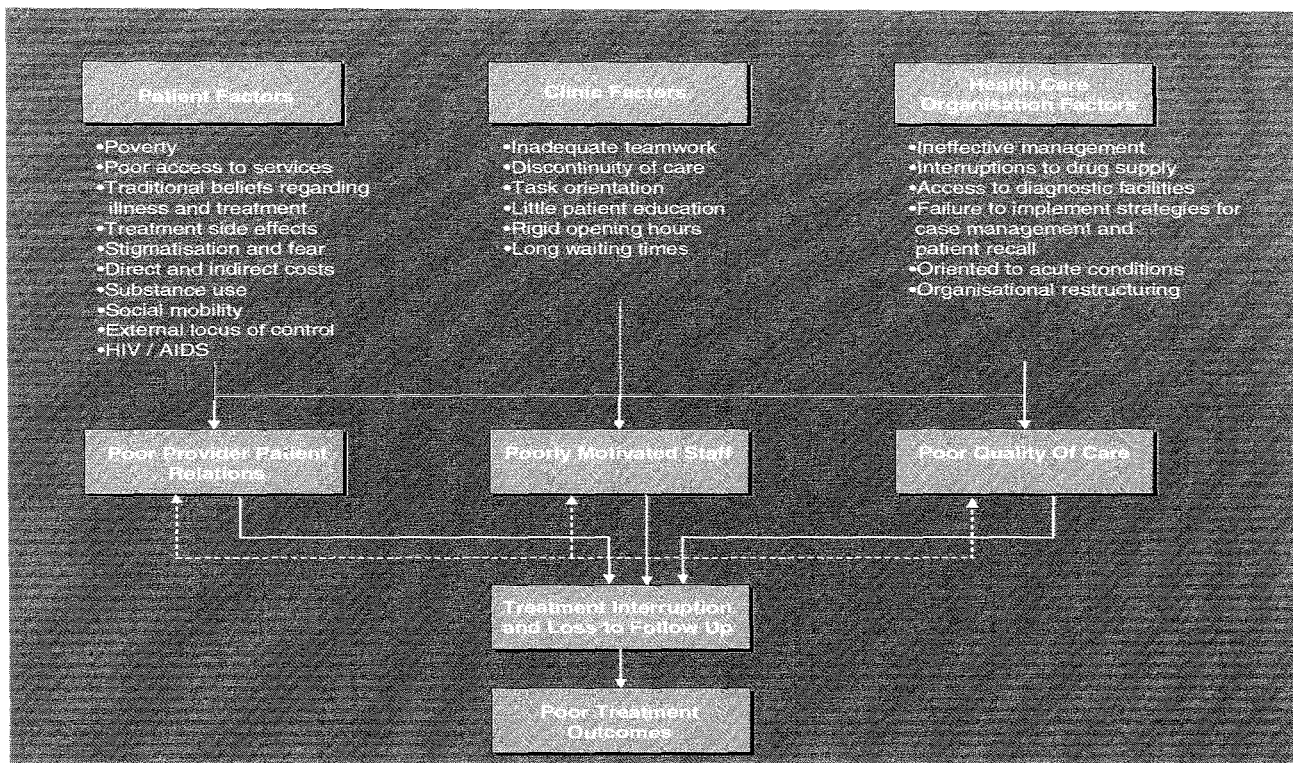 Patient Factors
•Poverty
•Poor access to services
•Traditional beliefs regarding
illness and treatment
•Treatment side effects
•Stigmatisation and fear
•Direct and indirect costs
•Substance use
•Social mobility
•External locus of control
•HIV / AIDS
Clinic Factors
•Inadequate teamwork
•Discontinuity of care
•Task orientation
•Little patient education
•Rigid opening hours
•Long waiting times
Health Care
Organisation Factors
•Ineffective management
•Interruptions to drug supply
•Access to diagnostic facilities
•Failure to implement strategies for
case management and
patient recall
•Oriented to acute conditions
•Organisational restructuring
Poor Provider Patient
Relations
Poorly Motivated Staff
Poor Quality Of Care
Treatment Interruption
and Loss to Follow Up
Poor Treatment
Outcomes